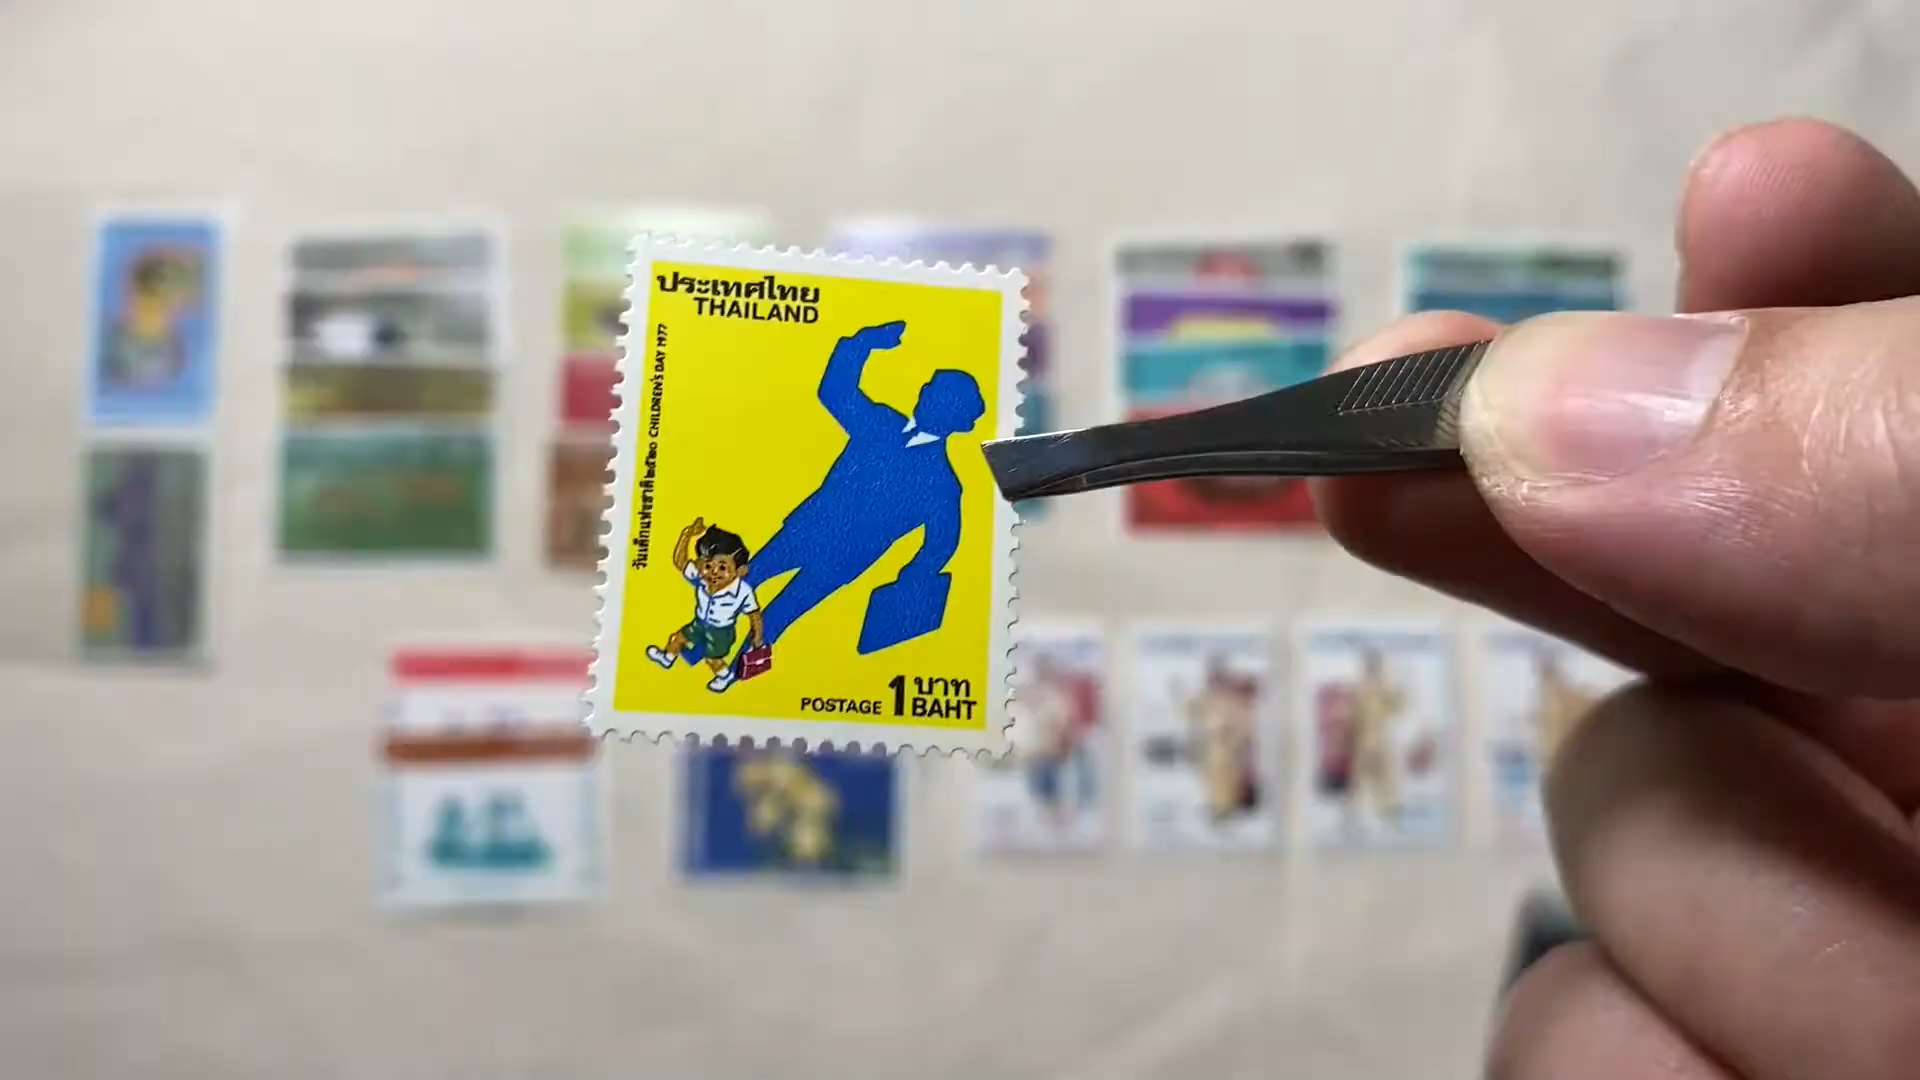 ประเทศไทย
THAILAND
วันเด็กแห่งชาติ ๒๕๒๐ CHILDREN'S DAY 1977
POSTAGE 1 บาท
BAHT